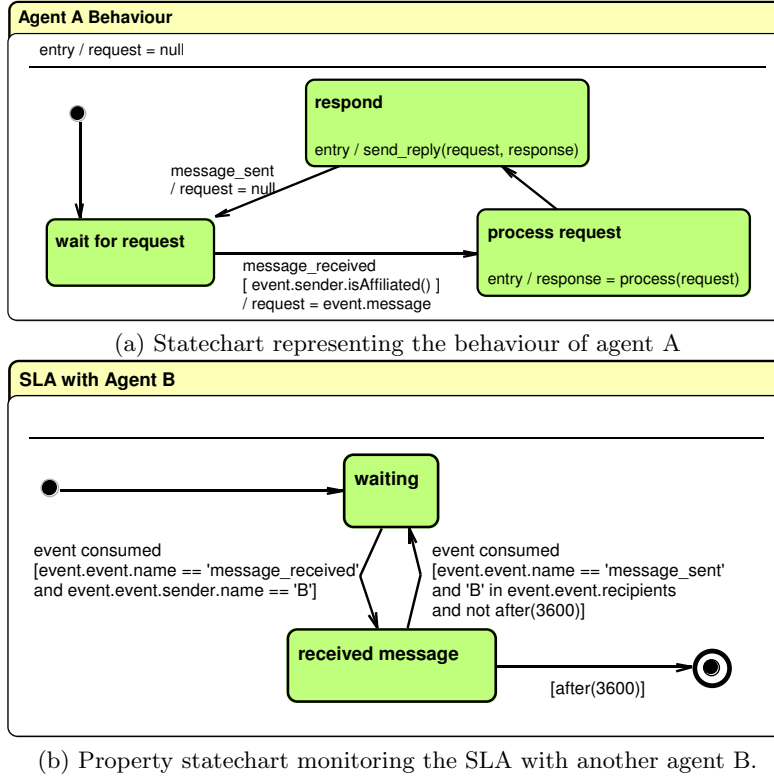 Agent A Behaviour
entry / request = null
respond
entry / send_reply(request, response)
message_sent
/ request = null
wait for request
process request
entry / response = process(request)
message_received
[ event.sender.isAffiliated() ]
/ request = event.message
(a) Statechart representing the behaviour of agent A
SLA with Agent B
waiting
event consumed
[event.event.name == 'message_received'
and event.event.sender.name == 'B']
event consumed
[event.event.name == 'message_sent'
and 'B' in event.event.recipients
and not after(3600)]
received message
[after(3600)]
(b) Property statechart monitoring the SLA with another agent B.